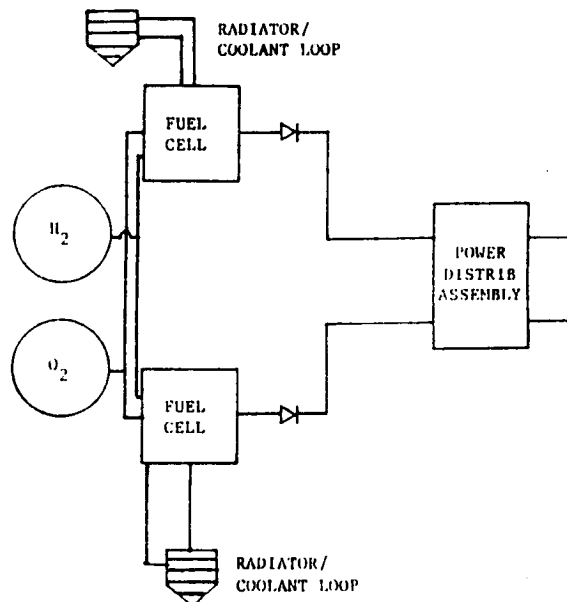 RADIATOR/
COOLANT LOOP
FUEL
CELL
H2
POWER
DISTRIB
ASSEMBLY
O2
FUEL
CELL
RADIATOR/
COOLANT LOOP